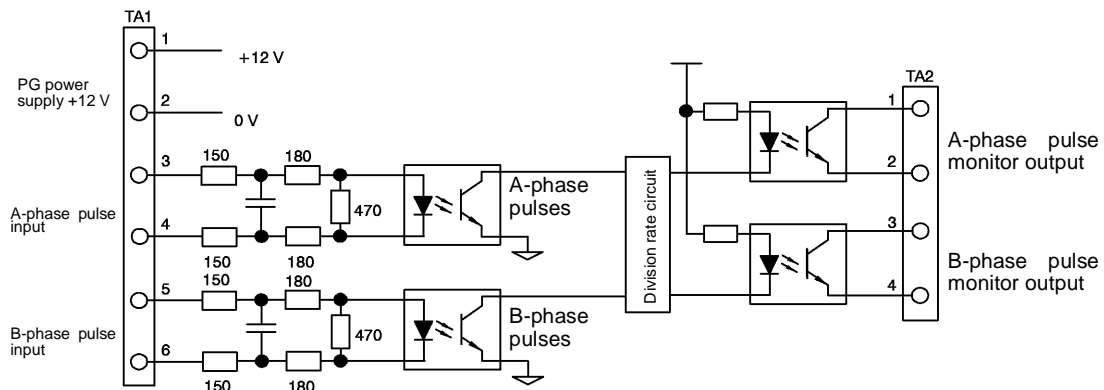 TA1
1
+12 V
PG power
supply +12 V
2
0 V
3
150
180
A-phase pulse
input
470
4
150
180
A-phase
pulses
5
150
180
B-phase pulse
input
470
6
150
180
B-phase
pulses
Division rate circuit
TA2
1
A-phase pulse
monitor output
2
3
B-phase pulse
monitor output
4